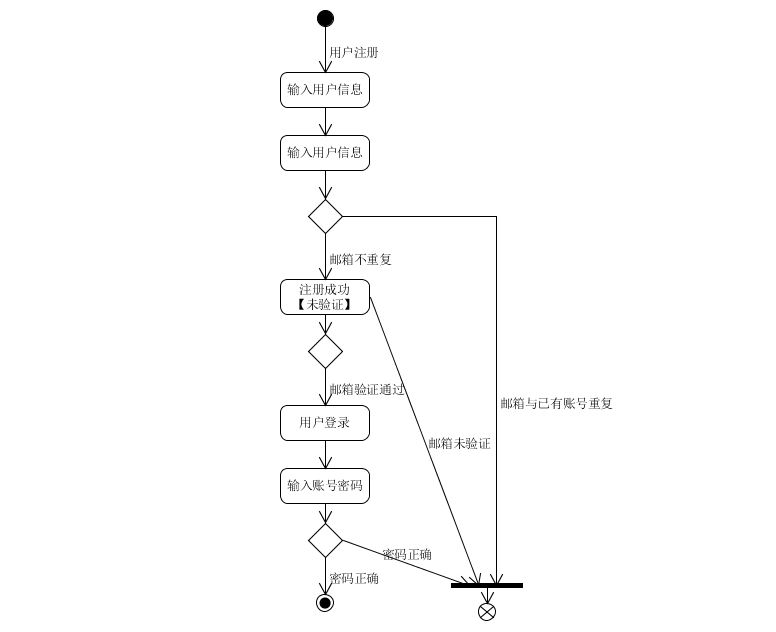 用户注册
输入用户信息
输入用户信息
邮箱不重复
注册成功
【未验证】
邮箱验证通过
邮箱与已有账号重复
用户登录
邮箱未验证
输入账号密码
密码正确
密码正确